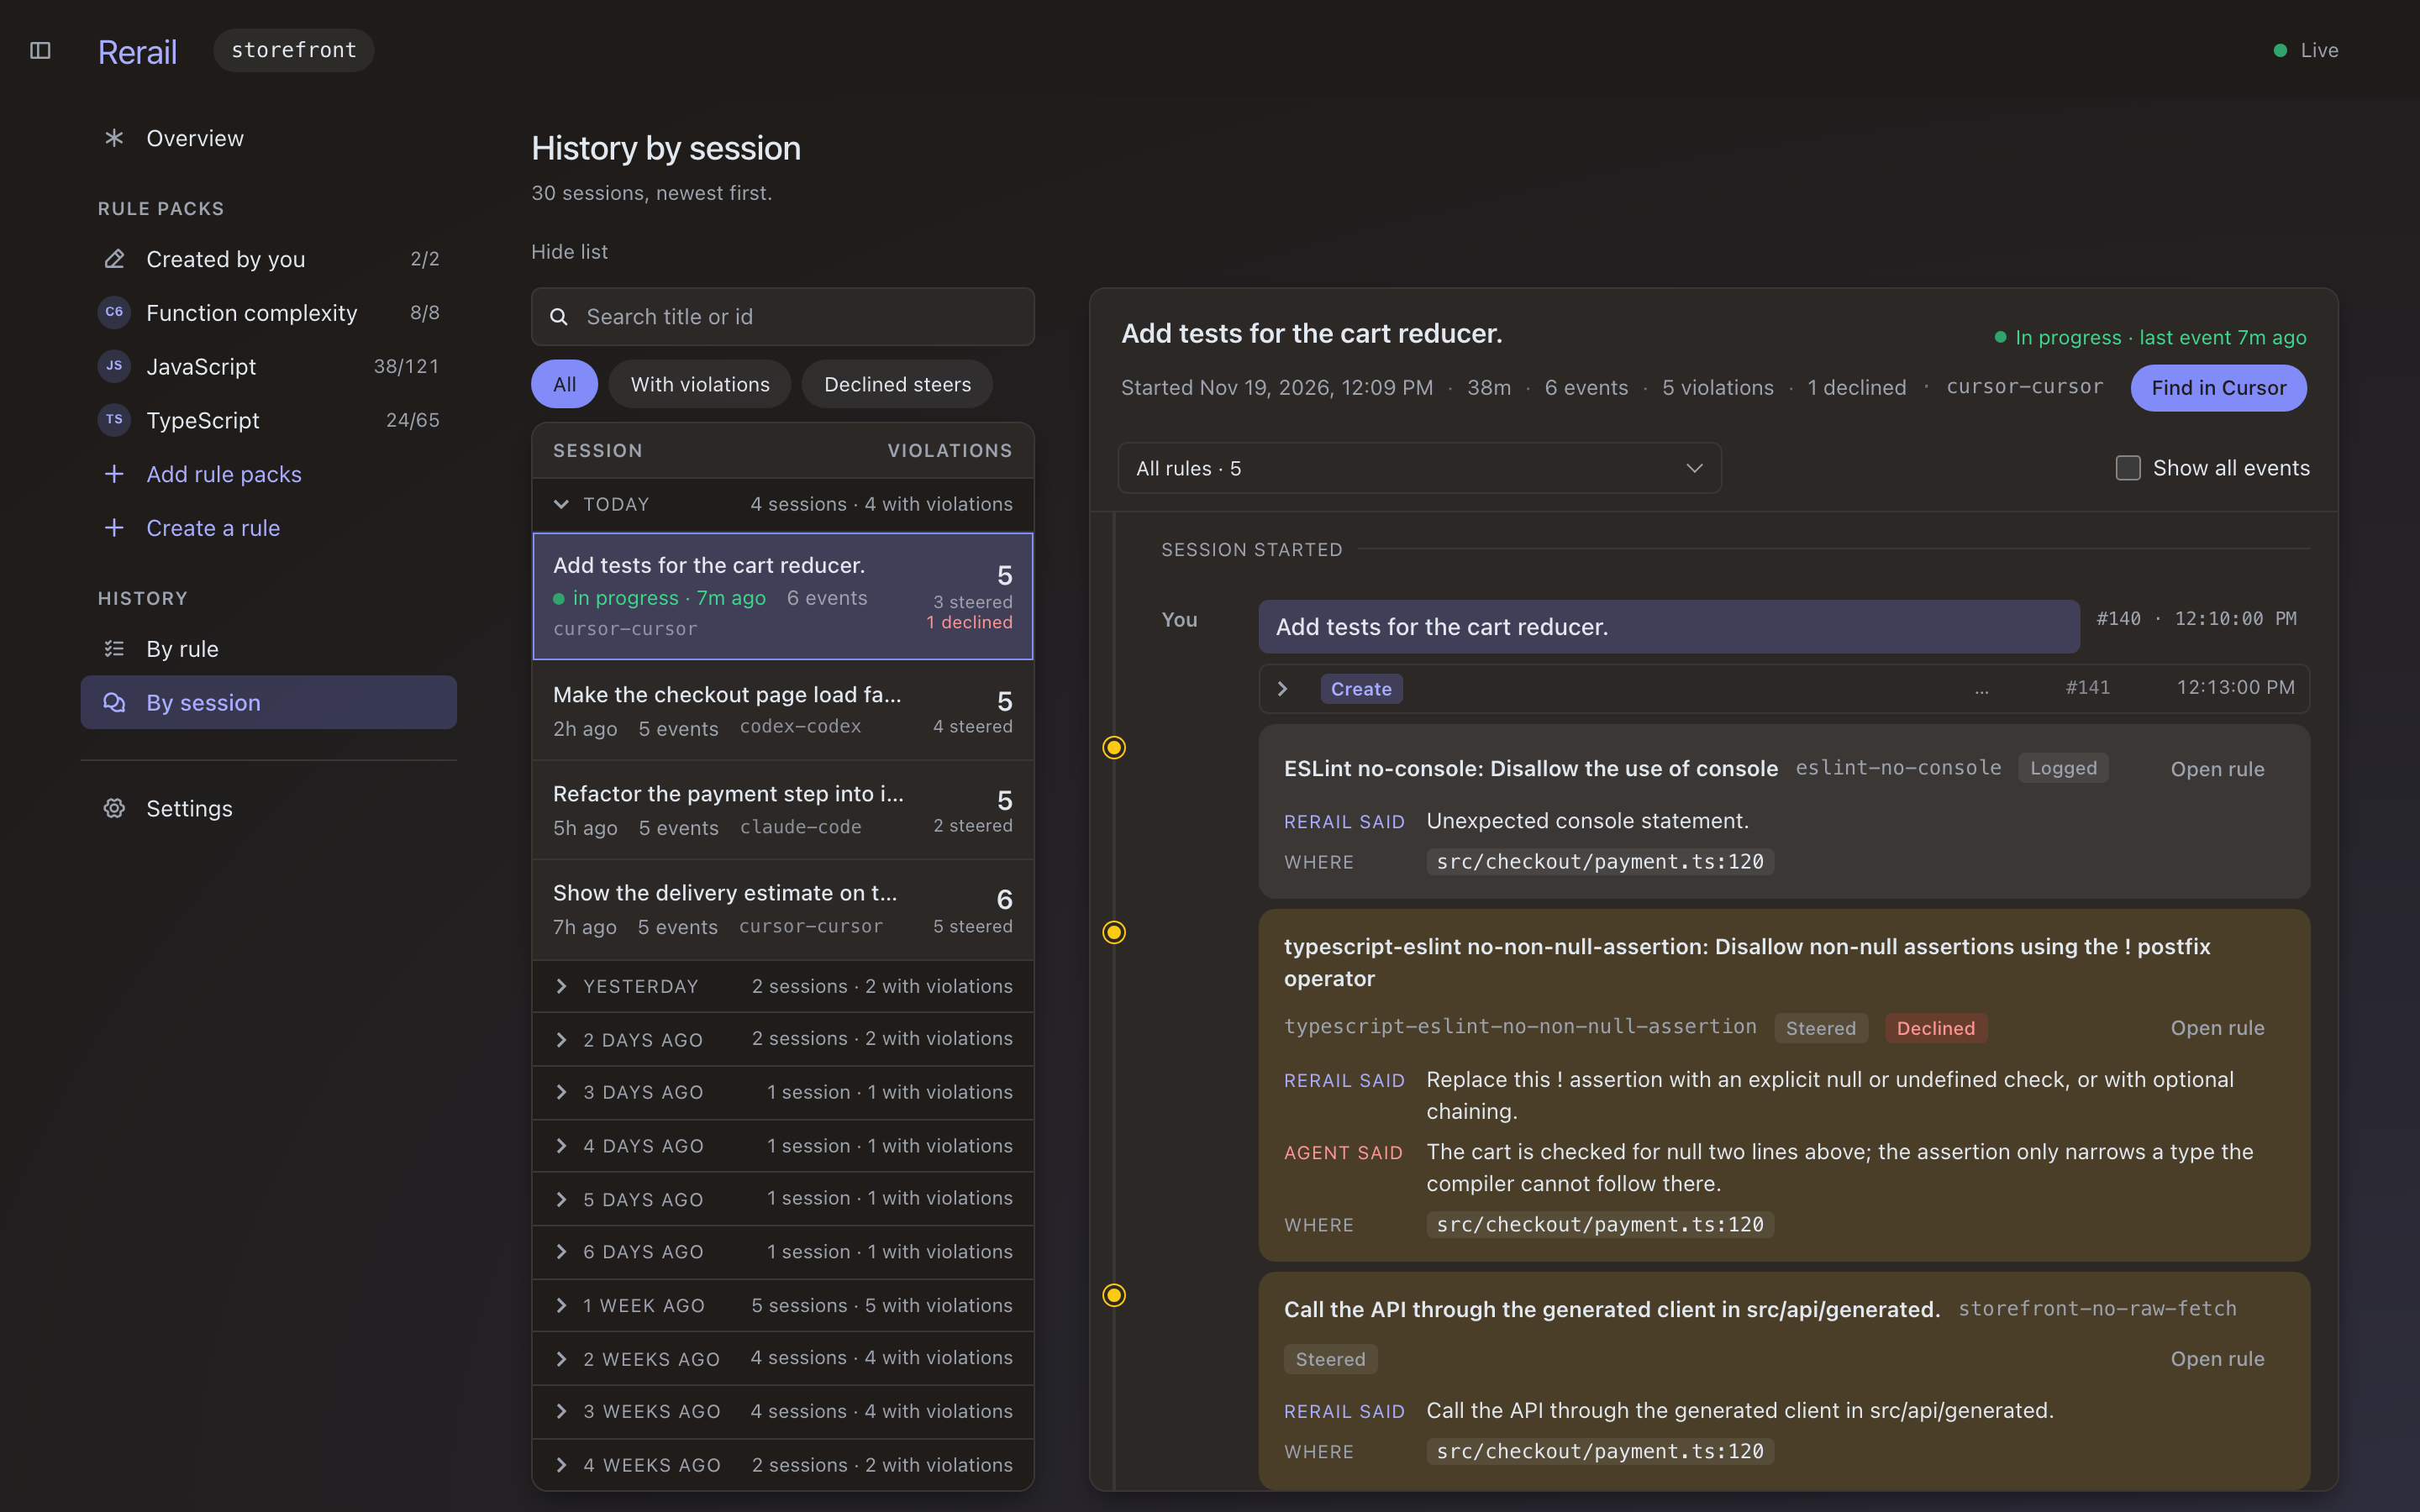 Rerail
storefront
Live
Overview
RULE PACKS
Created by you 2/2
C6 Function complexity 8/8
JS JavaScript 38/121
TS TypeScript 24/65
Add rule packs
Create a rule
HISTORY
By rule
By session
Settings
History by session
30 sessions, newest first.
Hide list
Search title or id
All With violations Declined steers
SESSION VIOLATIONS
TODAY 4 sessions · 4 with violations
Add tests for the cart reducer. 5
in progress · 7m ago 6 events 3 steered
cursor-cursor 1 declined
Make the checkout page load fa... 5
2h ago 5 events codex-codex 4 steered
Refactor the payment step into i... 5
5h ago 5 events claude-code 2 steered
Show the delivery estimate on t... 6
7h ago 5 events cursor-cursor 5 steered
YESTERDAY 2 sessions · 2 with violations
2 DAYS AGO 2 sessions · 2 with violations
3 DAYS AGO 1 session · 1 with violations
4 DAYS AGO 1 session · 1 with violations
5 DAYS AGO 1 session · 1 with violations
6 DAYS AGO 1 session · 1 with violations
1 WEEK AGO 5 sessions · 5 with violations
2 WEEKS AGO 4 sessions · 4 with violations
3 WEEKS AGO 4 sessions · 4 with violations
4 WEEKS AGO 2 sessions · 2 with violations
Add tests for the cart reducer.
In progress · last event 7m ago
Started Nov 19, 2026, 12:09 PM · 38m · 6 events · 5 violations · 1 declined · cursor-cursor Find in Cursor
All rules · 5
Show all events
SESSION STARTED
You Add tests for the cart reducer. #140 · 12:10:00 PM
Create ... #141 12:13:00 PM
ESLint no-console: Disallow the use of console eslint-no-console Logged Open rule
RERAIL SAID Unexpected console statement.
WHERE src/checkout/payment.ts:120
typescript-eslint no-non-null-assertion: Disallow non-null assertions using the ! postfix
operator
typescript-eslint-no-non-null-assertion Steered Declined Open rule
RERAIL SAID Replace this ! assertion with an explicit null or undefined check, or with optional
chaining.
AGENT SAID The cart is checked for null two lines above; the assertion only narrows a type the
compiler cannot follow there.
WHERE src/checkout/payment.ts:120
Call the API through the generated client in src/api/generated. storefront-no-raw-fetch
Steered Open rule
RERAIL SAID Call the API through the generated client in src/api/generated.
WHERE src/checkout/payment.ts:120